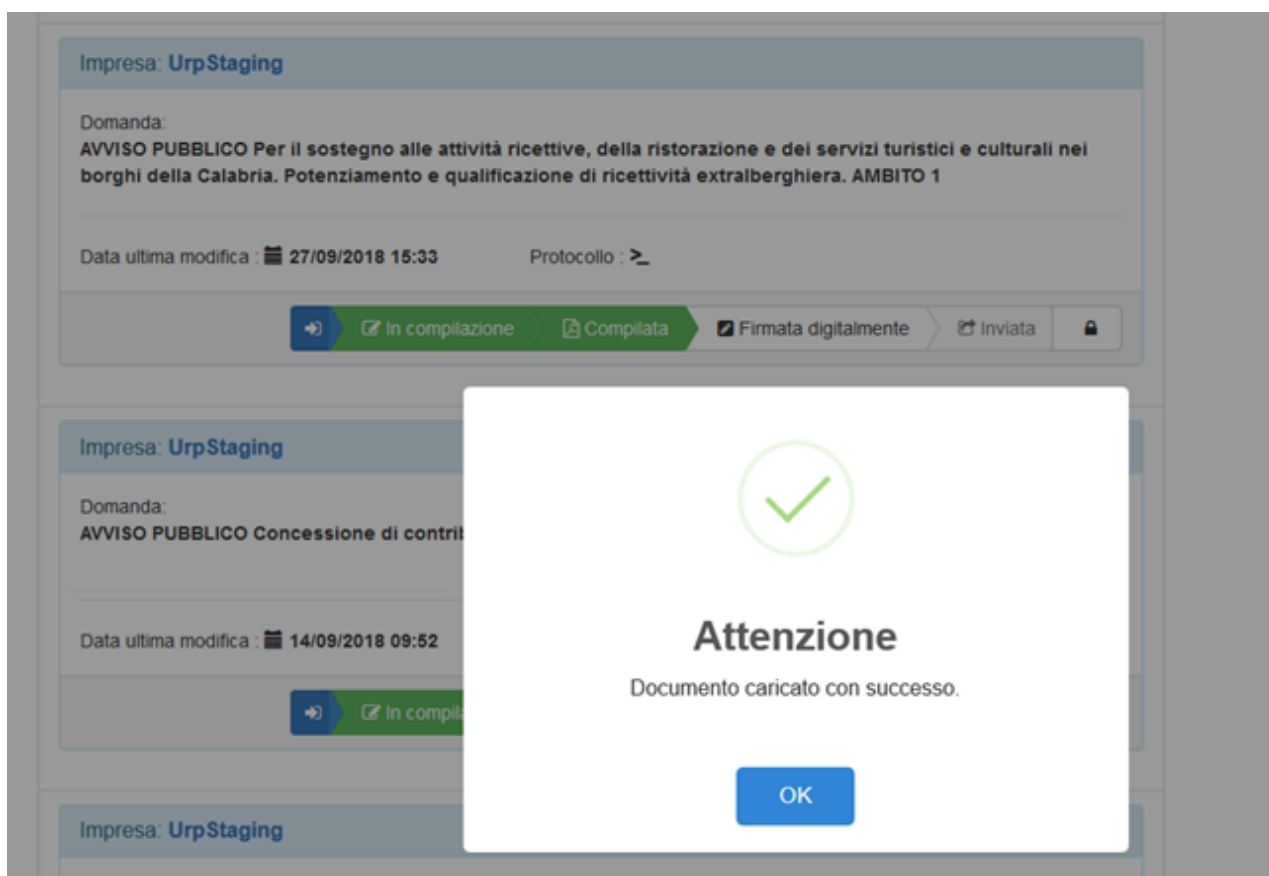 Impresa: UrpStaging
Domanda:
AVVISO PUBBLICO Per il sostegno alle attività ricettive, della ristorazione e dei servizi turistici e culturali nei
borghi della Calabria. Potenziamento e qualificazione di ricettività extralberghiera. AMBITO 1
Data ultima modifica : 27/09/2018 15:33 Protocollo :
In compilazione Compilata Firmata digitalmente Inviata
Impresa: UrpStaging
Domanda:
AVVISO PUBBLICO Concessione di
Data ultima modifica : 14/09/2018 09:52
In
Attenzione
Documento caricato con successo.
OK
Impresa: UrpStaging